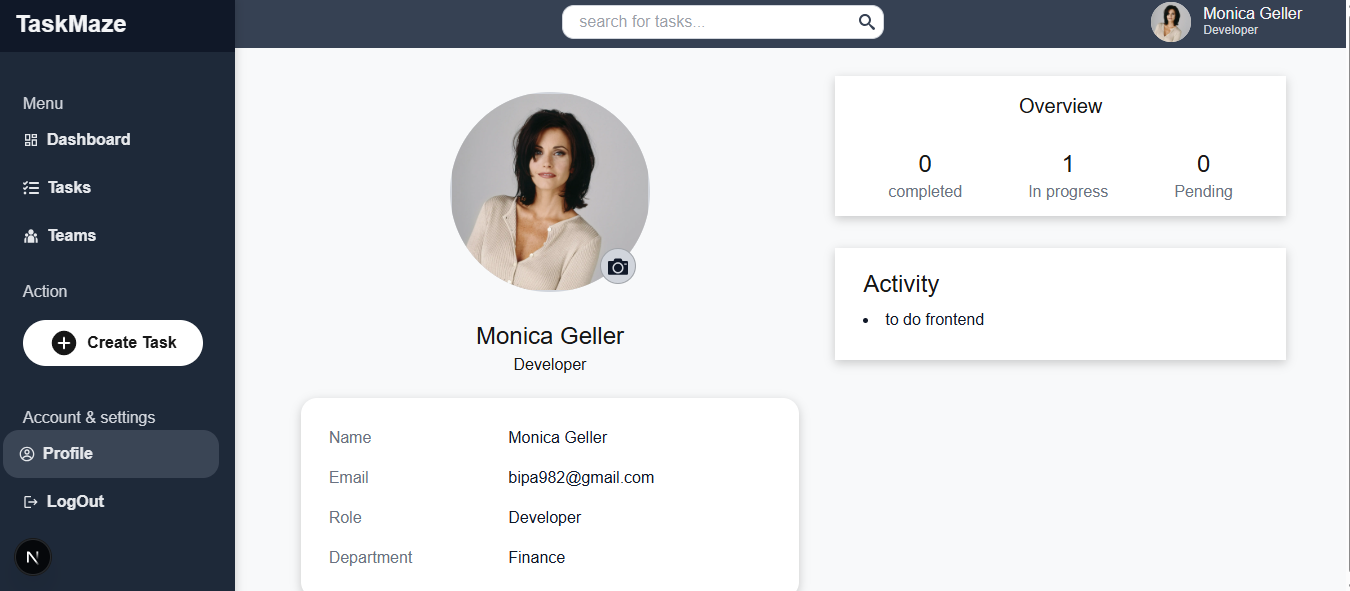 TaskMaze
search for tasks...
Monica Geller
Developer
Menu
Dashboard
Tasks
Teams
Action
Create Task
Account & settings
Profile
LogOut
N
Monica Geller
Developer
Name Monica Geller
Email bipa982@gmail.com
Role Developer
Department Finance
Overview
0 1 0
completed In progress Pending
Activity
• to do frontend